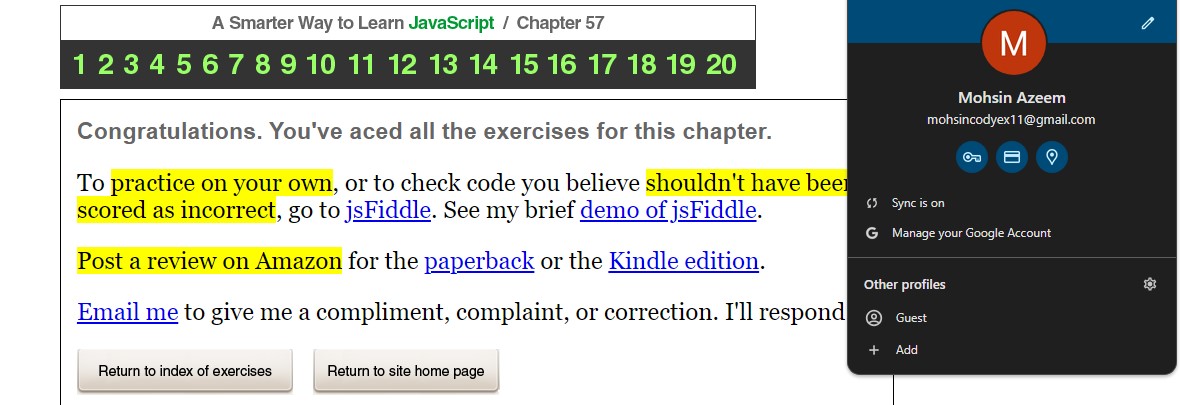 A Smarter Way to Learn JavaScript / Chapter 57
1 2 3 4 5 6 7 8 9 10 11 12 13 14 15 16 17 18 19 20
Congratulations. You've aced all the exercises for this chapter.
To practice on your own, or to check code you believe shouldn't have been
scored as incorrect, go to jsFiddle. See my brief demo of jsFiddle.
Post a review on Amazon for the paperback or the Kindle edition.
Email me to give me a compliment, complaint, or correction. I'll respond
Return to index of exercises
Return to site home page
M
Mohsin Azeem
mohsincodyex11@gmail.com
Sync is on
G
Manage your Google Account
Other profiles
Guest
Add